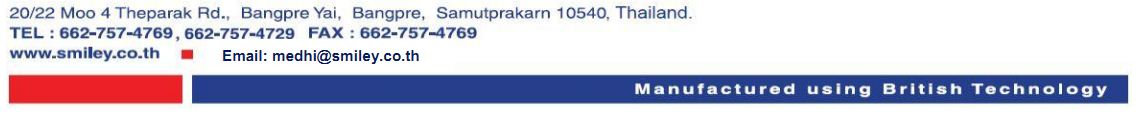 20/22 Moo 4 Theparak Rd., Bangpre Yai, Bangpre, Samutprakarn 10540, Thailand.
TEL : 662-757-4769, 662-757-4729 FAX : 662-757-4769
www.smiley.co.th Email: medhi@smiley.co.th
Manufactured using British Technology